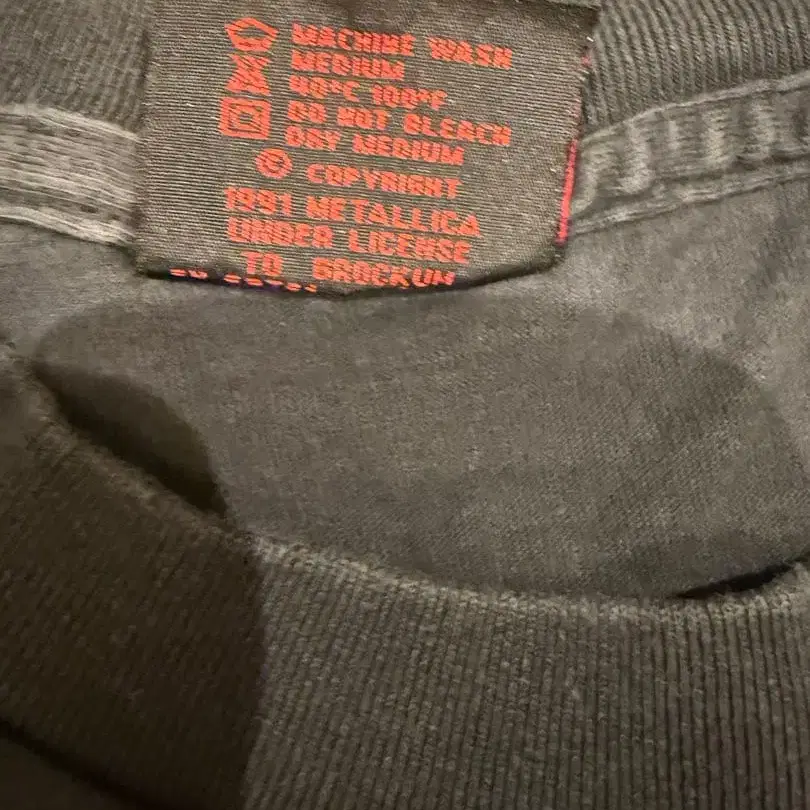 MACHINE WASH
MEDIUM
40°C 100°F
DO NOT BLEACH
DRY MEDIUM
© COPYRIGHT
1991 METALLICA
UNDER LICENSE
TO BROCKUM